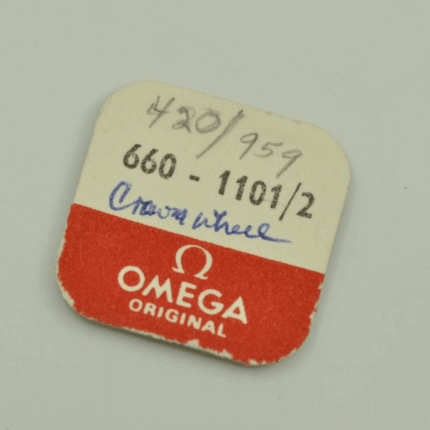 420/959
660 - 1101/2
Crown wheel
Ω
OMEGA
ORIGINAL